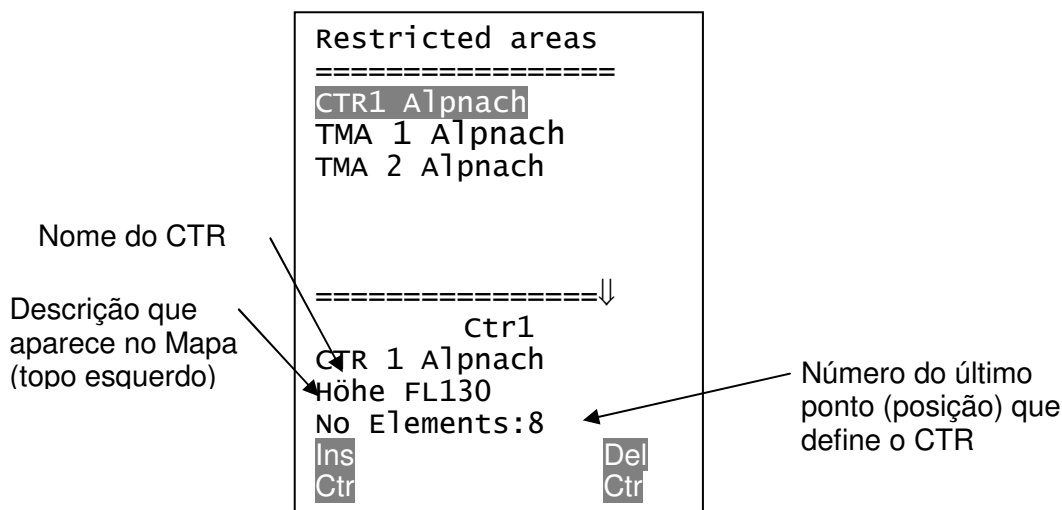 Restricted areas
=================
CTR1 Alpnach
TMA 1 Alpnach
TMA 2 Alpnach
================⇓
Ctr1
CTR 1 Alpnach
Höhe FL130
No Elements:8
Ins Del
Ctr Ctr
Nome do CTR
Descrição que
aparece no Mapa
(topo esquerdo)
Número do último
ponto (posição) que
define o CTR